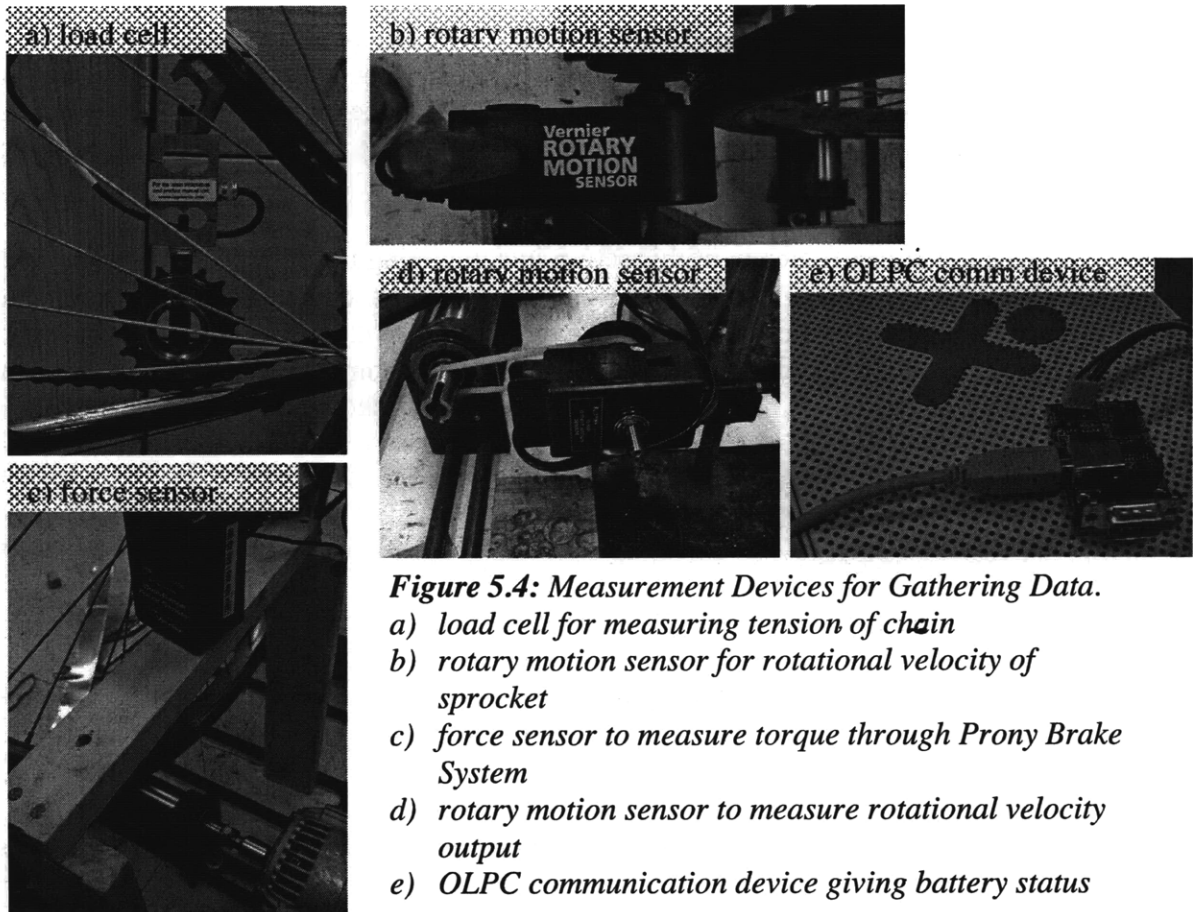 a) load cell
b) rotary motion sensor
Vernier
ROTARY
MOTION
SENSOR
d) rotary motion sensor
e) OLPC comm device
c) force sensor
Figure 5.4: Measurement Devices for Gathering Data.
a) load cell for measuring tension of chain
b) rotary motion sensor for rotational velocity of
sprocket
c) force sensor to measure torque through Prony Brake
System
d) rotary motion sensor to measure rotational velocity
output
e) OLPC communication device giving battery status